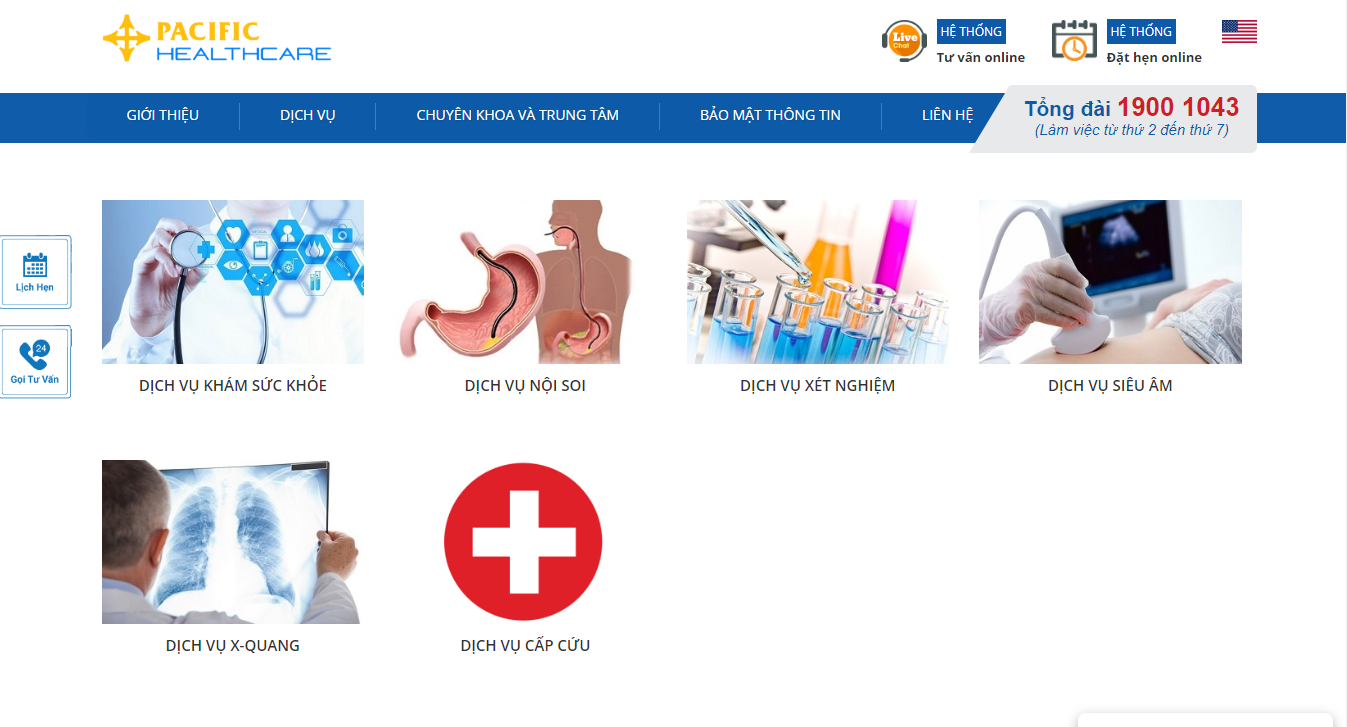 PACIFIC
HEALTHCARE
Live
Chat
HỆ THỐNG
Tư vấn online
HỆ THỐNG
Đặt hẹn online
GIỚI THIỆU
DỊCH VỤ
CHUYÊN KHOA VÀ TRUNG TÂM
BẢO MẬT THÔNG TIN
LIÊN HỆ
Tổng đài 1900 1043
(Làm việc từ thứ 2 đến thứ 7)
Lịch Hẹn
24
Gọi Tư Vấn
DỊCH VỤ KHÁM SỨC KHỎE
DỊCH VỤ NỘI SOI
DỊCH VỤ XÉT NGHIỆM
DỊCH VỤ SIÊU ÂM
DỊCH VỤ X-QUANG
DỊCH VỤ CẤP CỨU